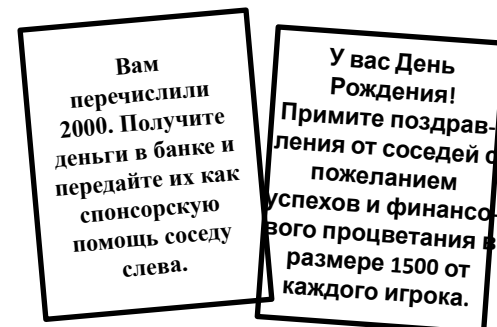 Вам
перечислили
2000. Получите
деньги в банке и
передайте их как
спонсорскую
помощь соседу
слева.
У вас День
Рождения!
Примите поздрав-
ления от соседей с
пожеланием
успехов и финансо-
вого процветания в
размере 1500 от
каждого игрока.